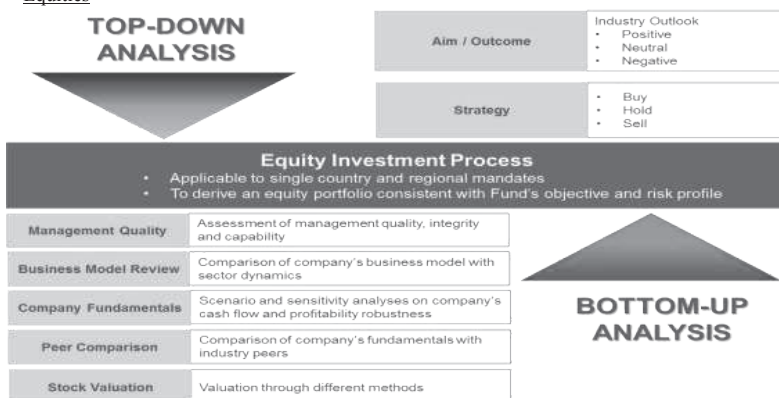 Equities
TOP-DOWN
ANALYSIS
Aim / Outcome
Industry Outlook
• Positive
• Neutral
• Negative
Strategy
• Buy
• Hold
• Sell
Equity Investment Process
• Applicable to single country and regional mandates
• To derive an equity portfolio consistent with Fund's objective and risk profile
Management Quality
Assessment of management quality, integrity
and capability
Business Model Review
Comparison of company's business model with
sector dynamics
Company Fundamentals
Scenario and sensitivity analyses on company's
cash flow and profitability robustness
Peer Comparison
Comparison of company's fundamentals with
industry peers
Stock Valuation
Valuation through different methods
BOTTOM-UP
ANALYSIS